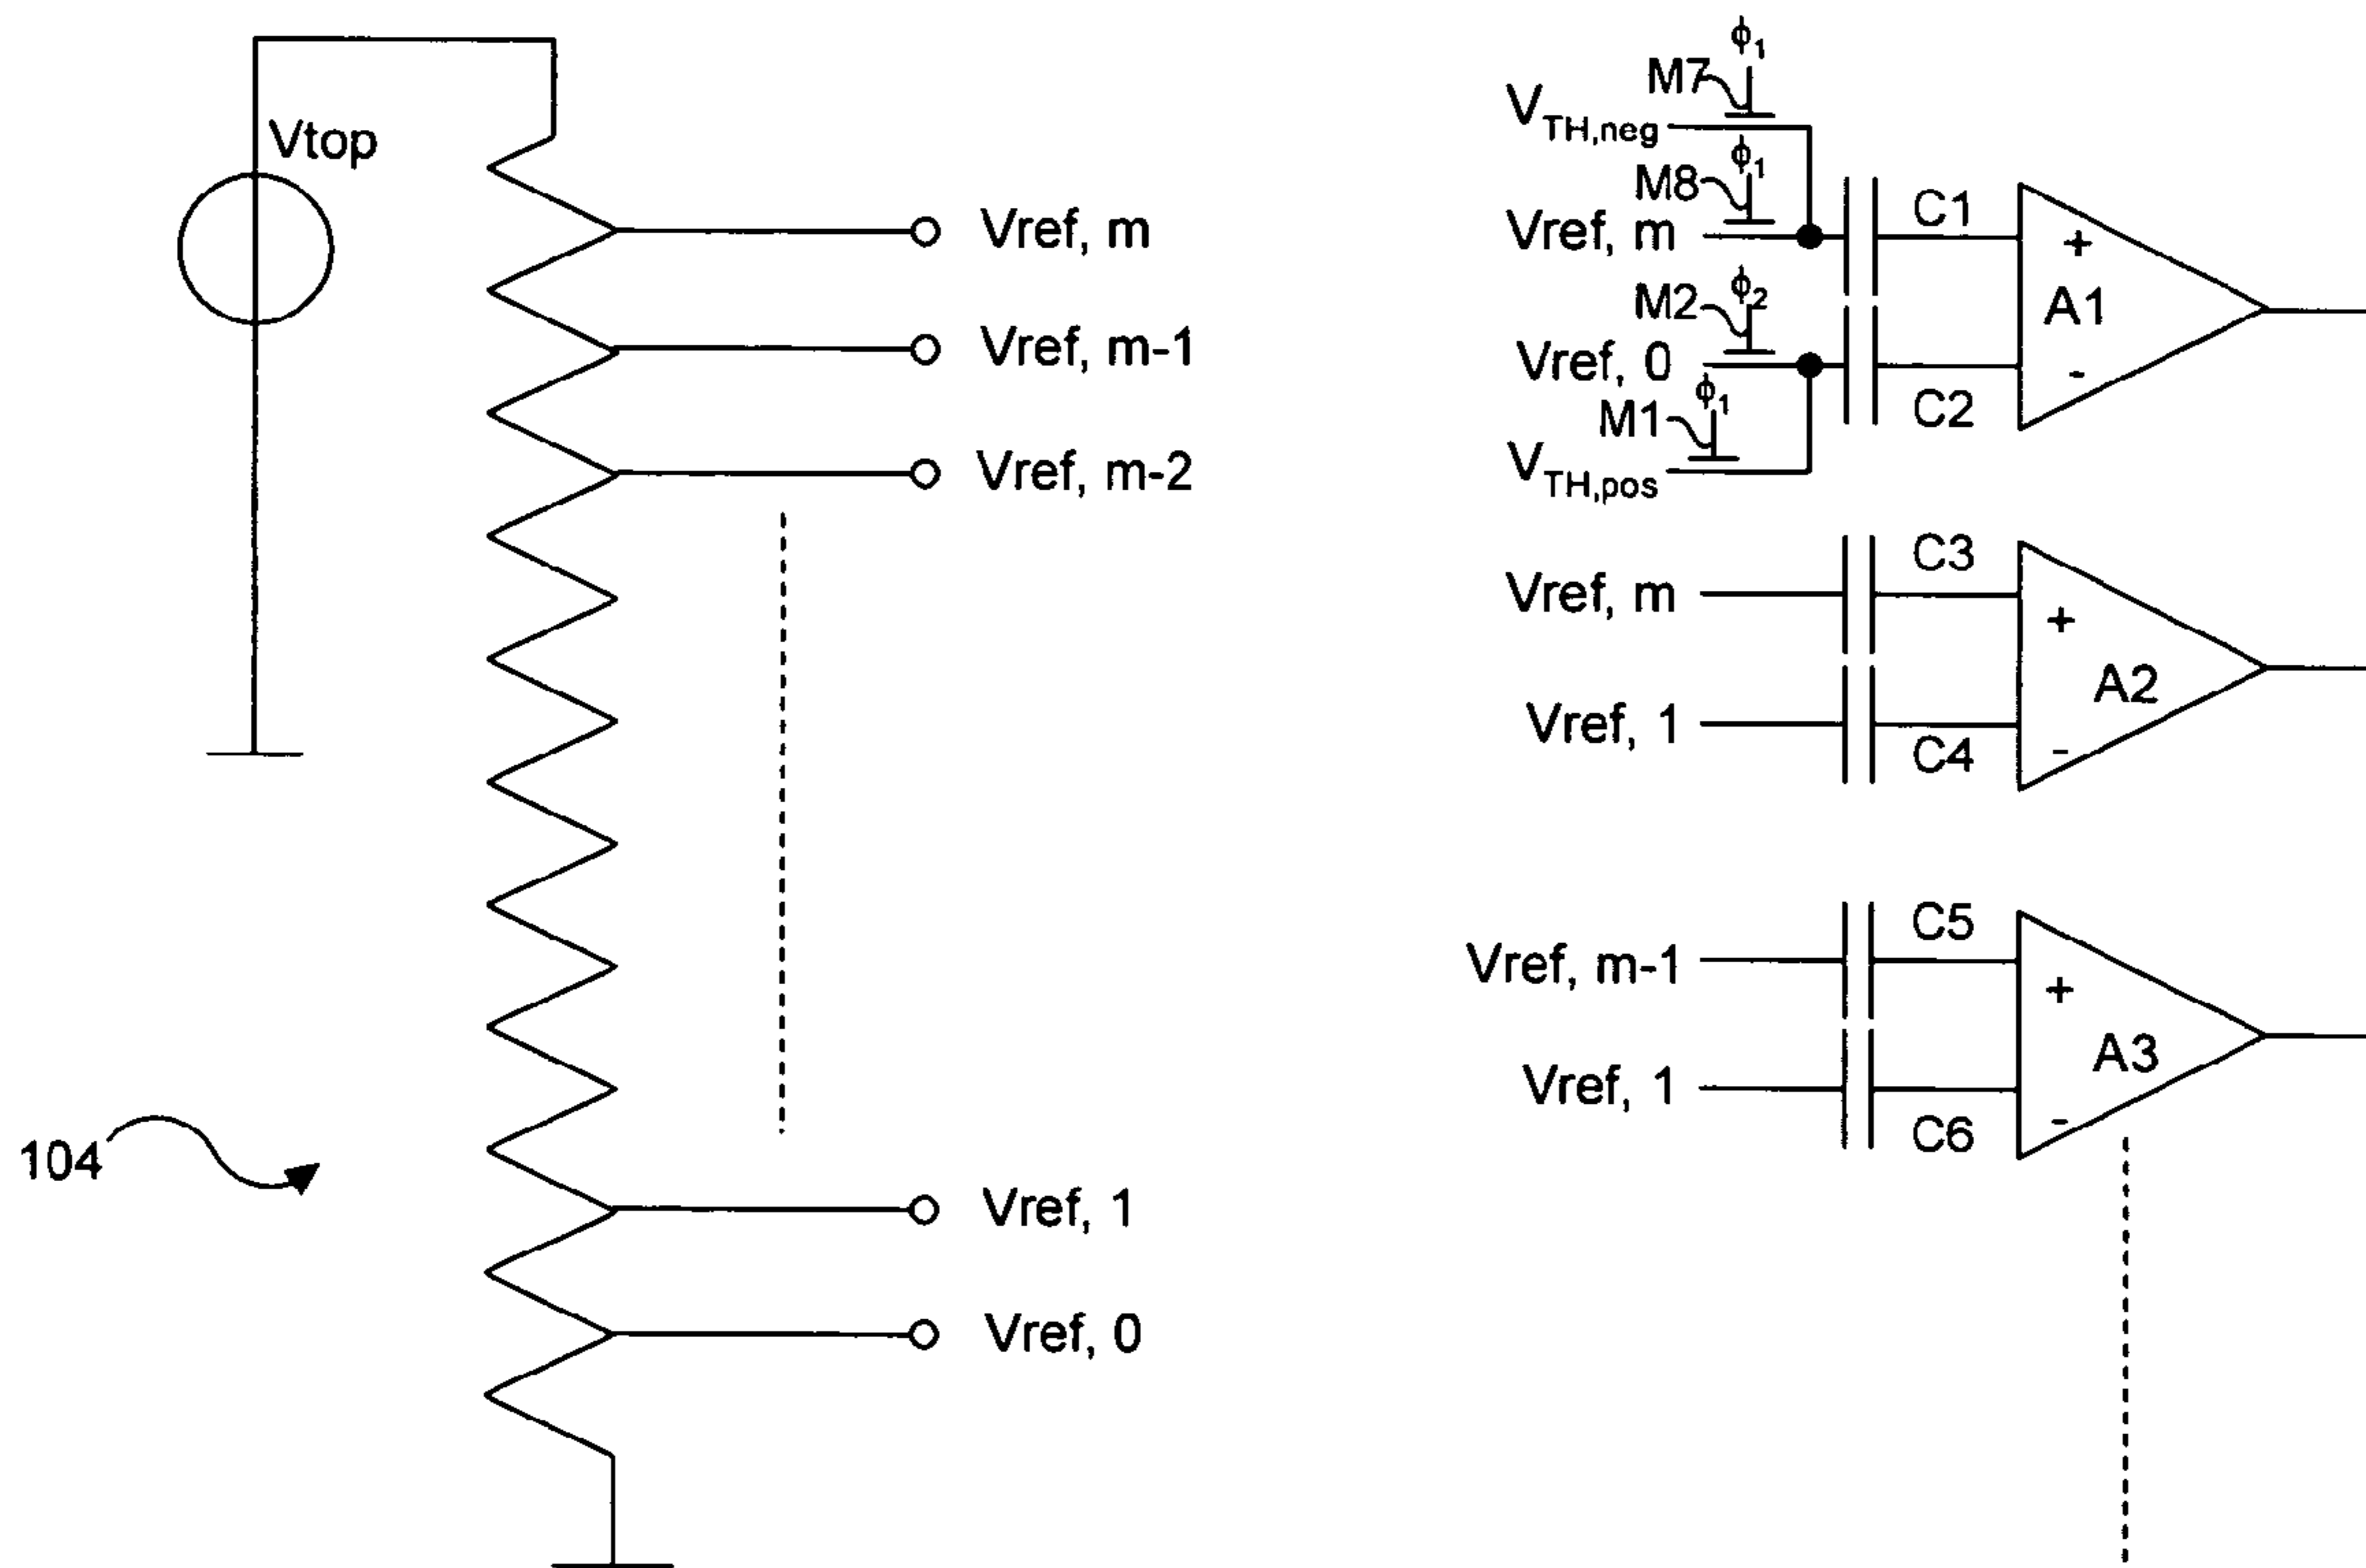 Vtop
Vref, m
Vref, m-1
Vref, m-2
Vref, 1
Vref, 0
104
ϕ1
M7
VTH,neg
ϕ1
M8
Vref, m
C1
+
A1
-
M2
ϕ2
Vref, 0
C2
ϕ1
M1
VTH,pos
C3
Vref, m
+
A2
Vref, 1
-
C4
C5
Vref, m-1
+
A3
Vref, 1
-
C6